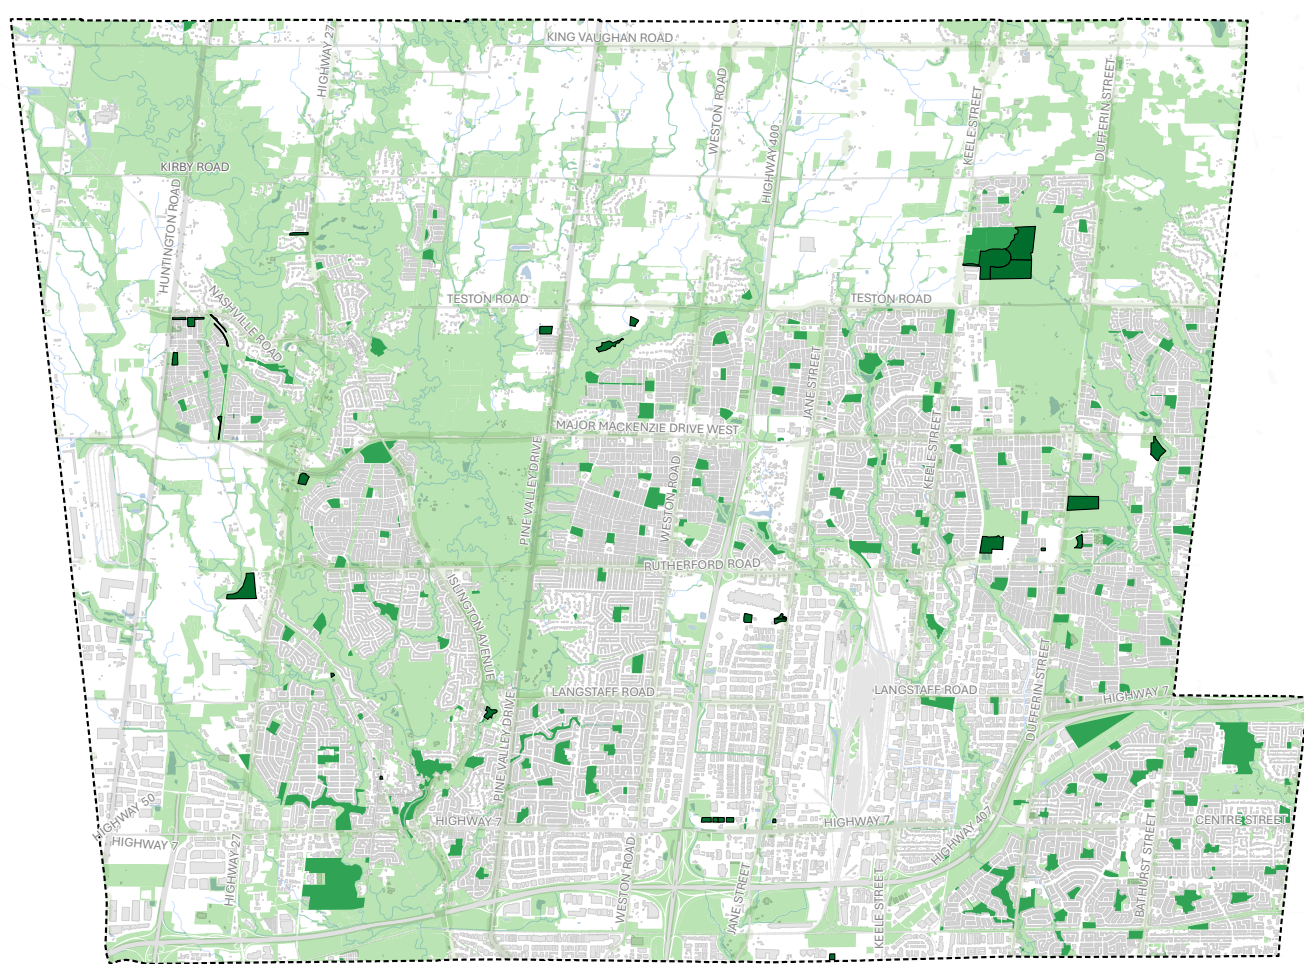 KING VAUGHAN ROAD
HIGHWAY 27
WESTON ROAD
HIGHWAY 400
KEELE STREET
DUFFERIN STREET
KIRBY ROAD
HUNTINGTON ROAD
NASHVILLE ROAD
TESTON ROAD
TESTON ROAD
JANE STREET
MAJOR MACKENZIE DRIVE WEST
KEELE STREET
PINE VALLEY DRIVE
WESTON ROAD
RUTHERFORD ROAD
ISLINGTON AVENUE
LANGSTAFF ROAD
LANGSTAFF ROAD
DUFFERIN STREET
HIGHWAY 7
PINE VALLEY DRIVE
HIGHWAY 50
HIGHWAY 7
HIGHWAY 7
HIGHWAY 7
HIGHWAY 407
CENTRE STREET
HIGHWAY 27
WESTON ROAD
JANE STREET
KEELE STREET
BATHURST STREET